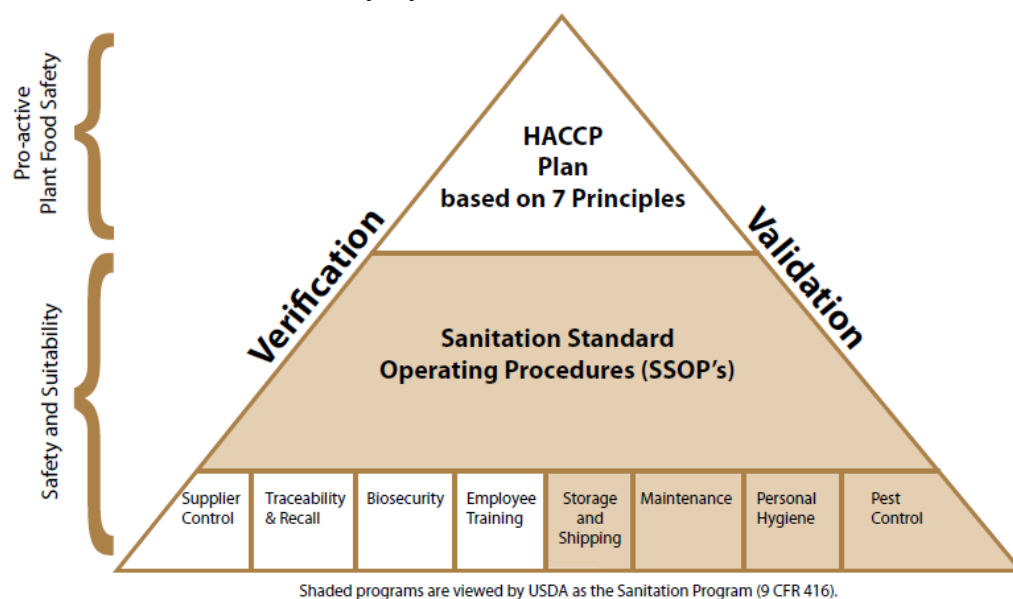 Pro-active
Plant Food Safety
HACCP
Plan
based on 7 Principles
Verification
Validation
Safety and Suitability
Sanitation Standard
Operating Procedures (SSOP's)
Supplier
Control
Traceability
& Recall
Biosecurity
Employee
Training
Storage
and
Shipping
Maintenance
Personal
Hygiene
Pest
Control
Shaded programs are viewed by USDA as the Sanitation Program (9 CFR 416).